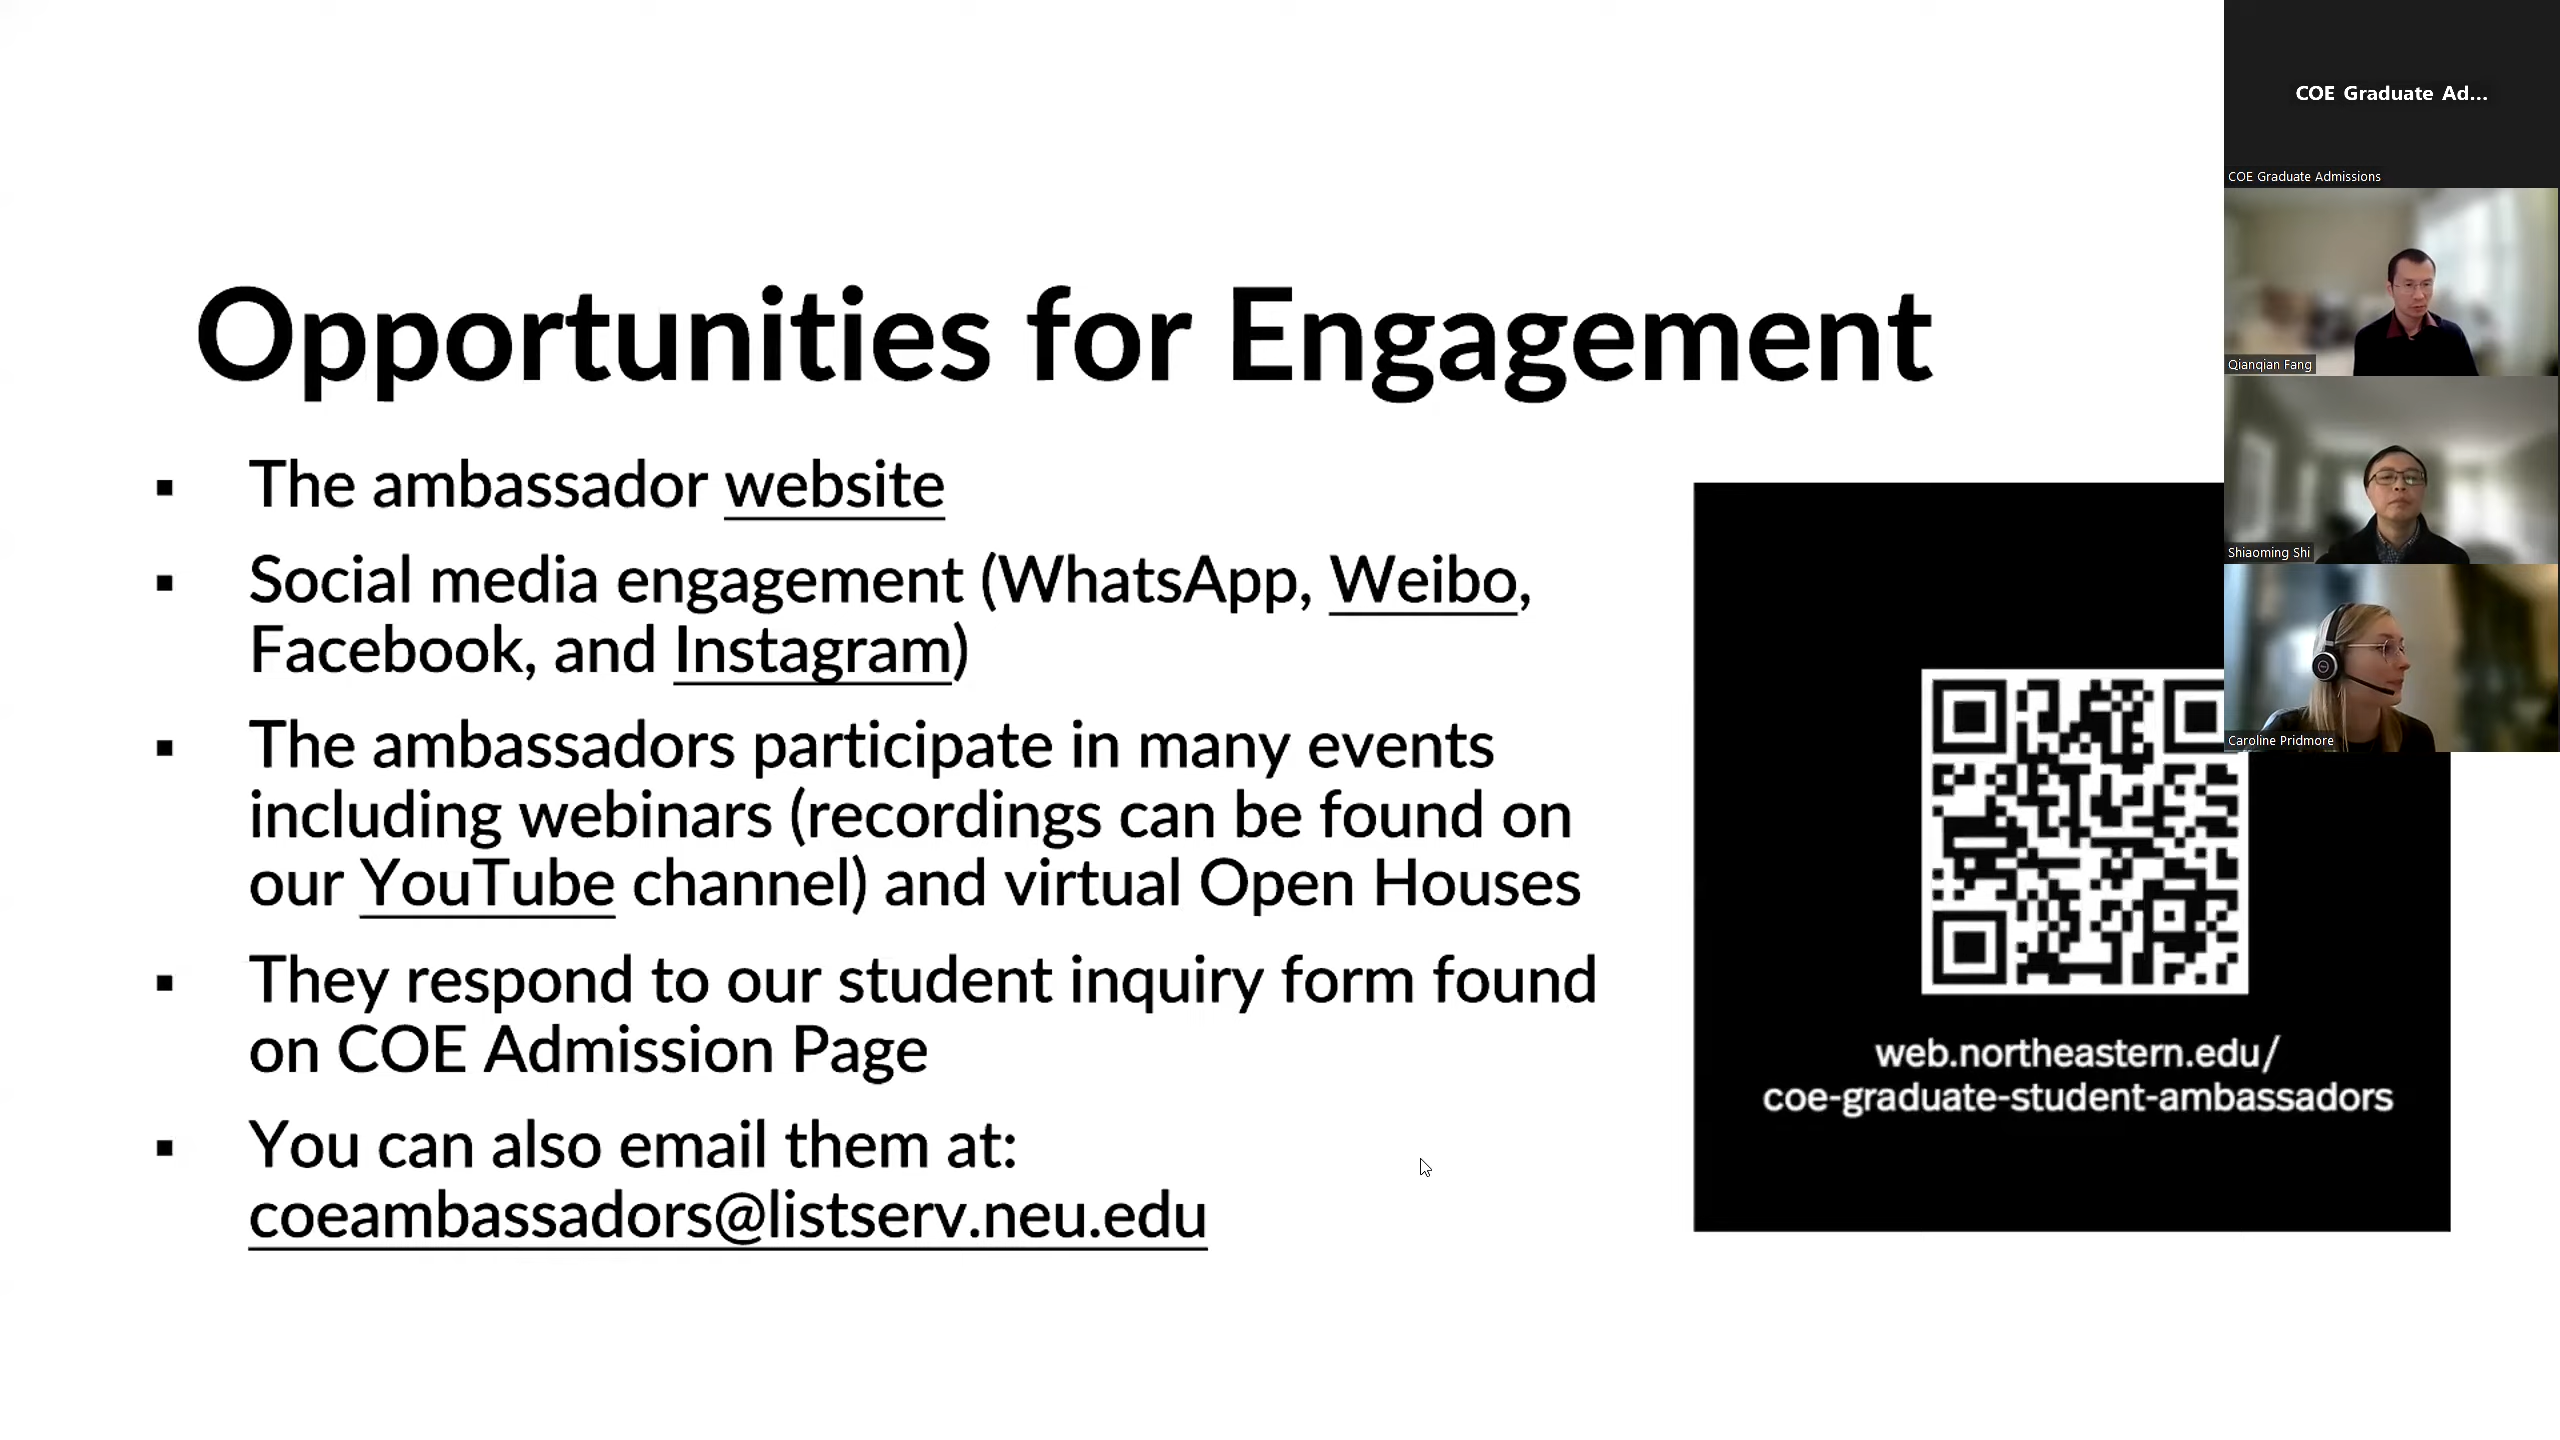 Opportunities for Engagement
▪ The ambassador website
▪ Social media engagement (WhatsApp, Weibo,
Facebook, and Instagram)
▪ The ambassadors participate in many events
including webinars (recordings can be found on
our YouTube channel) and virtual Open Houses
▪ They respond to our student inquiry form found
on COE Admission Page
▪ You can also email them at:
coeambassadors@listserv.neu.edu
web.northeastern.edu/
coe-graduate-student-ambassadors
COE Graduate Ad...
COE Graduate Admissions
Qianqian Fang
Shiaoming Shi
Caroline Pridmore